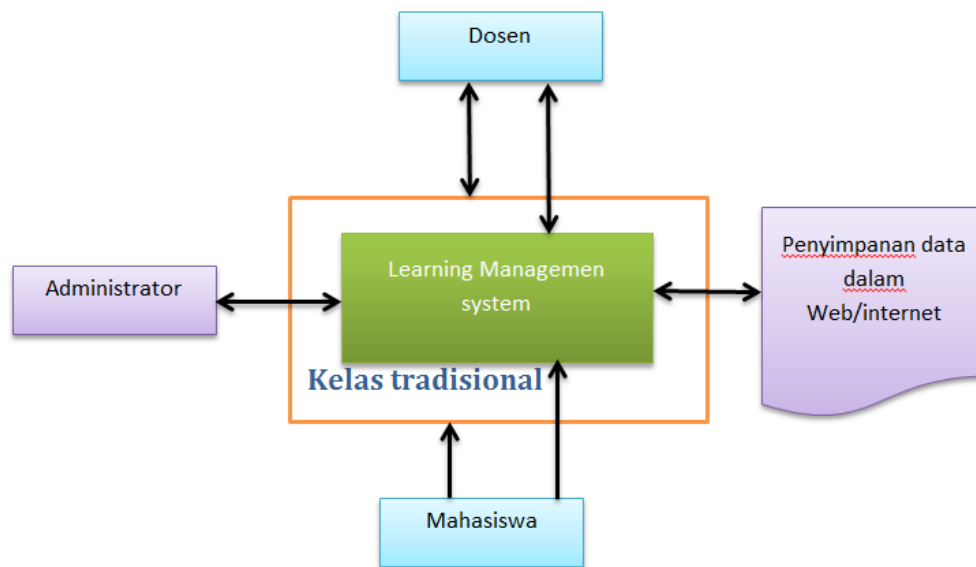 Dosen
Administrator
Learning Managemen
system
Kelas tradisional
Penyimpanan data
dalam
Web/internet
Mahasiswa